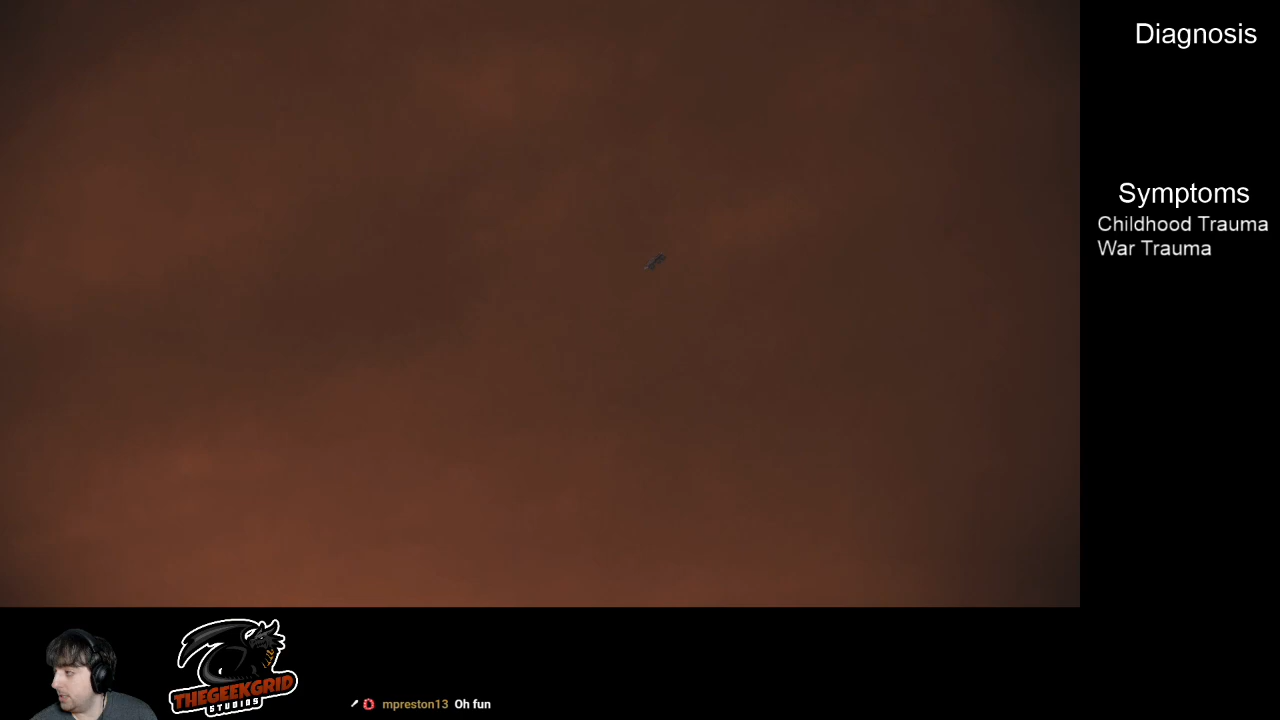 Diagnosis
Symptoms
Childhood Trauma
War Trauma
THEGEEKGRID
STUDIOS
mpreston13 Oh fun